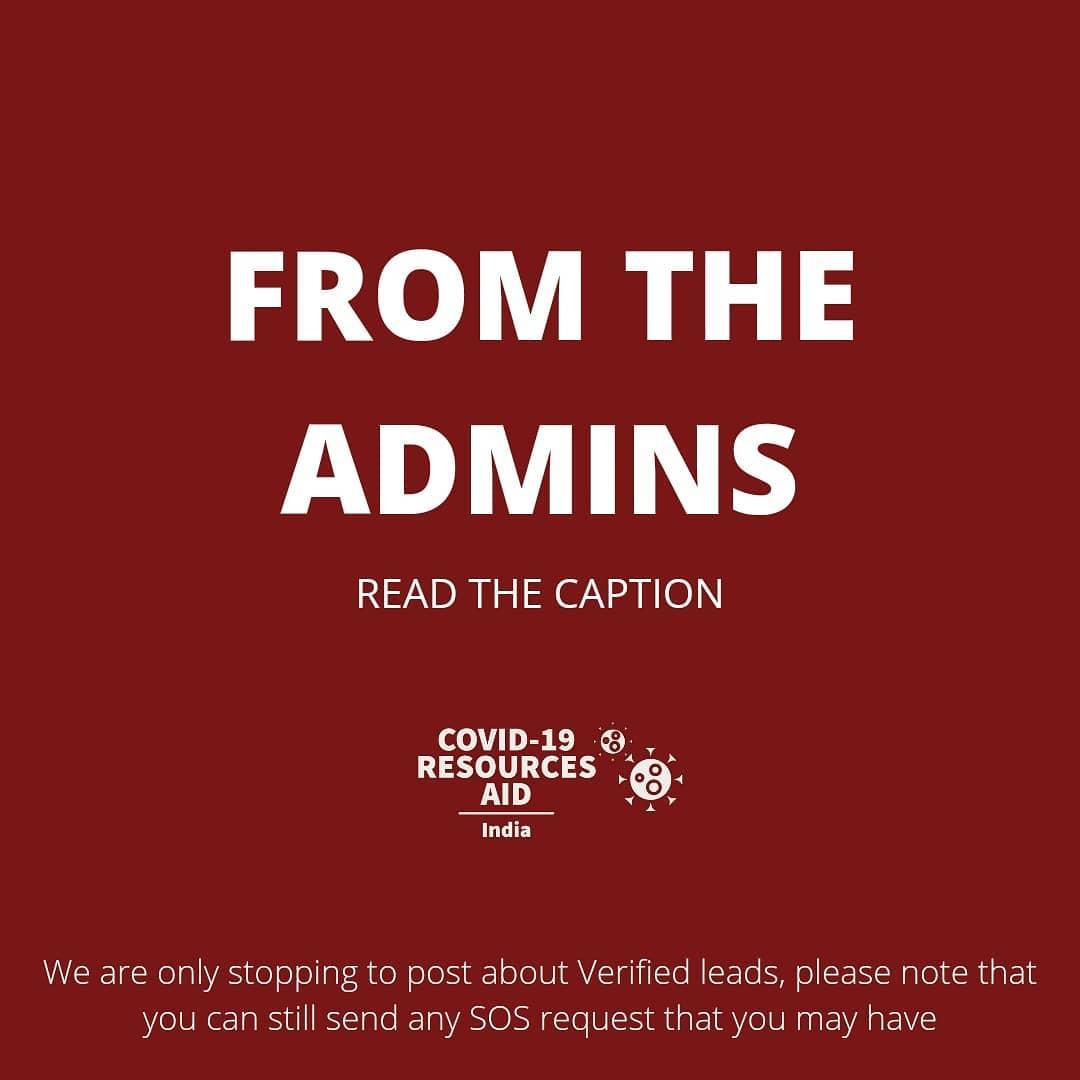 FROM THE
ADMINS
READ THE CAPTION
COVID-19
RESOURCES
AID
India
We are only stopping to post about Verified leads, please note that
you can still send any SOS request that you may have